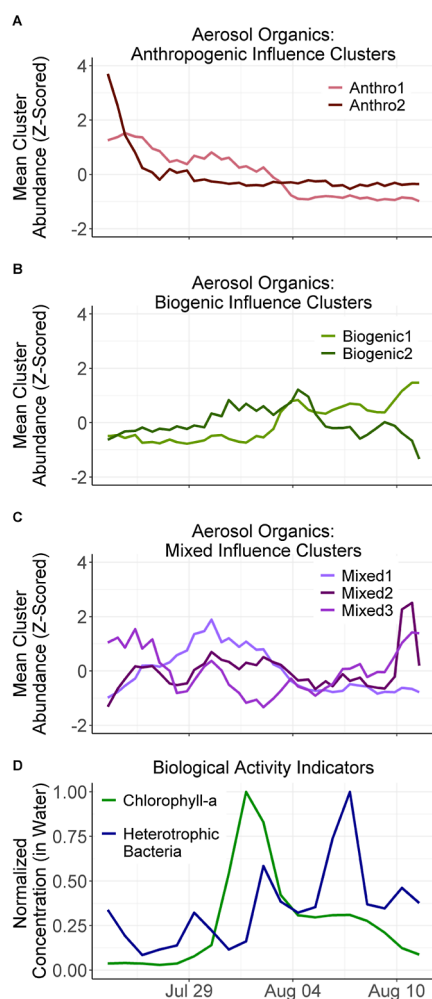 A
Aerosol Organics:
Anthropogenic Influence Clusters
Mean Cluster
Abundance (Z-Scored)
4
2
0
-2
Anthro1
Anthro2
B
Aerosol Organics:
Biogenic Influence Clusters
Mean Cluster
Abundance (Z-Scored)
4
2
0
-2
Biogenic1
Biogenic2
C
Aerosol Organics:
Mixed Influence Clusters
Mean Cluster
Abundance (Z-Scored)
4
2
0
-2
Mixed1
Mixed2
Mixed3
D
Biological Activity Indicators
Normalized
Concentration (in Water)
1.00
0.75
0.50
0.25
0.00
Chlorophyll-a
Heterotrophic
Bacteria
Jul 29
Aug 04
Aug 10